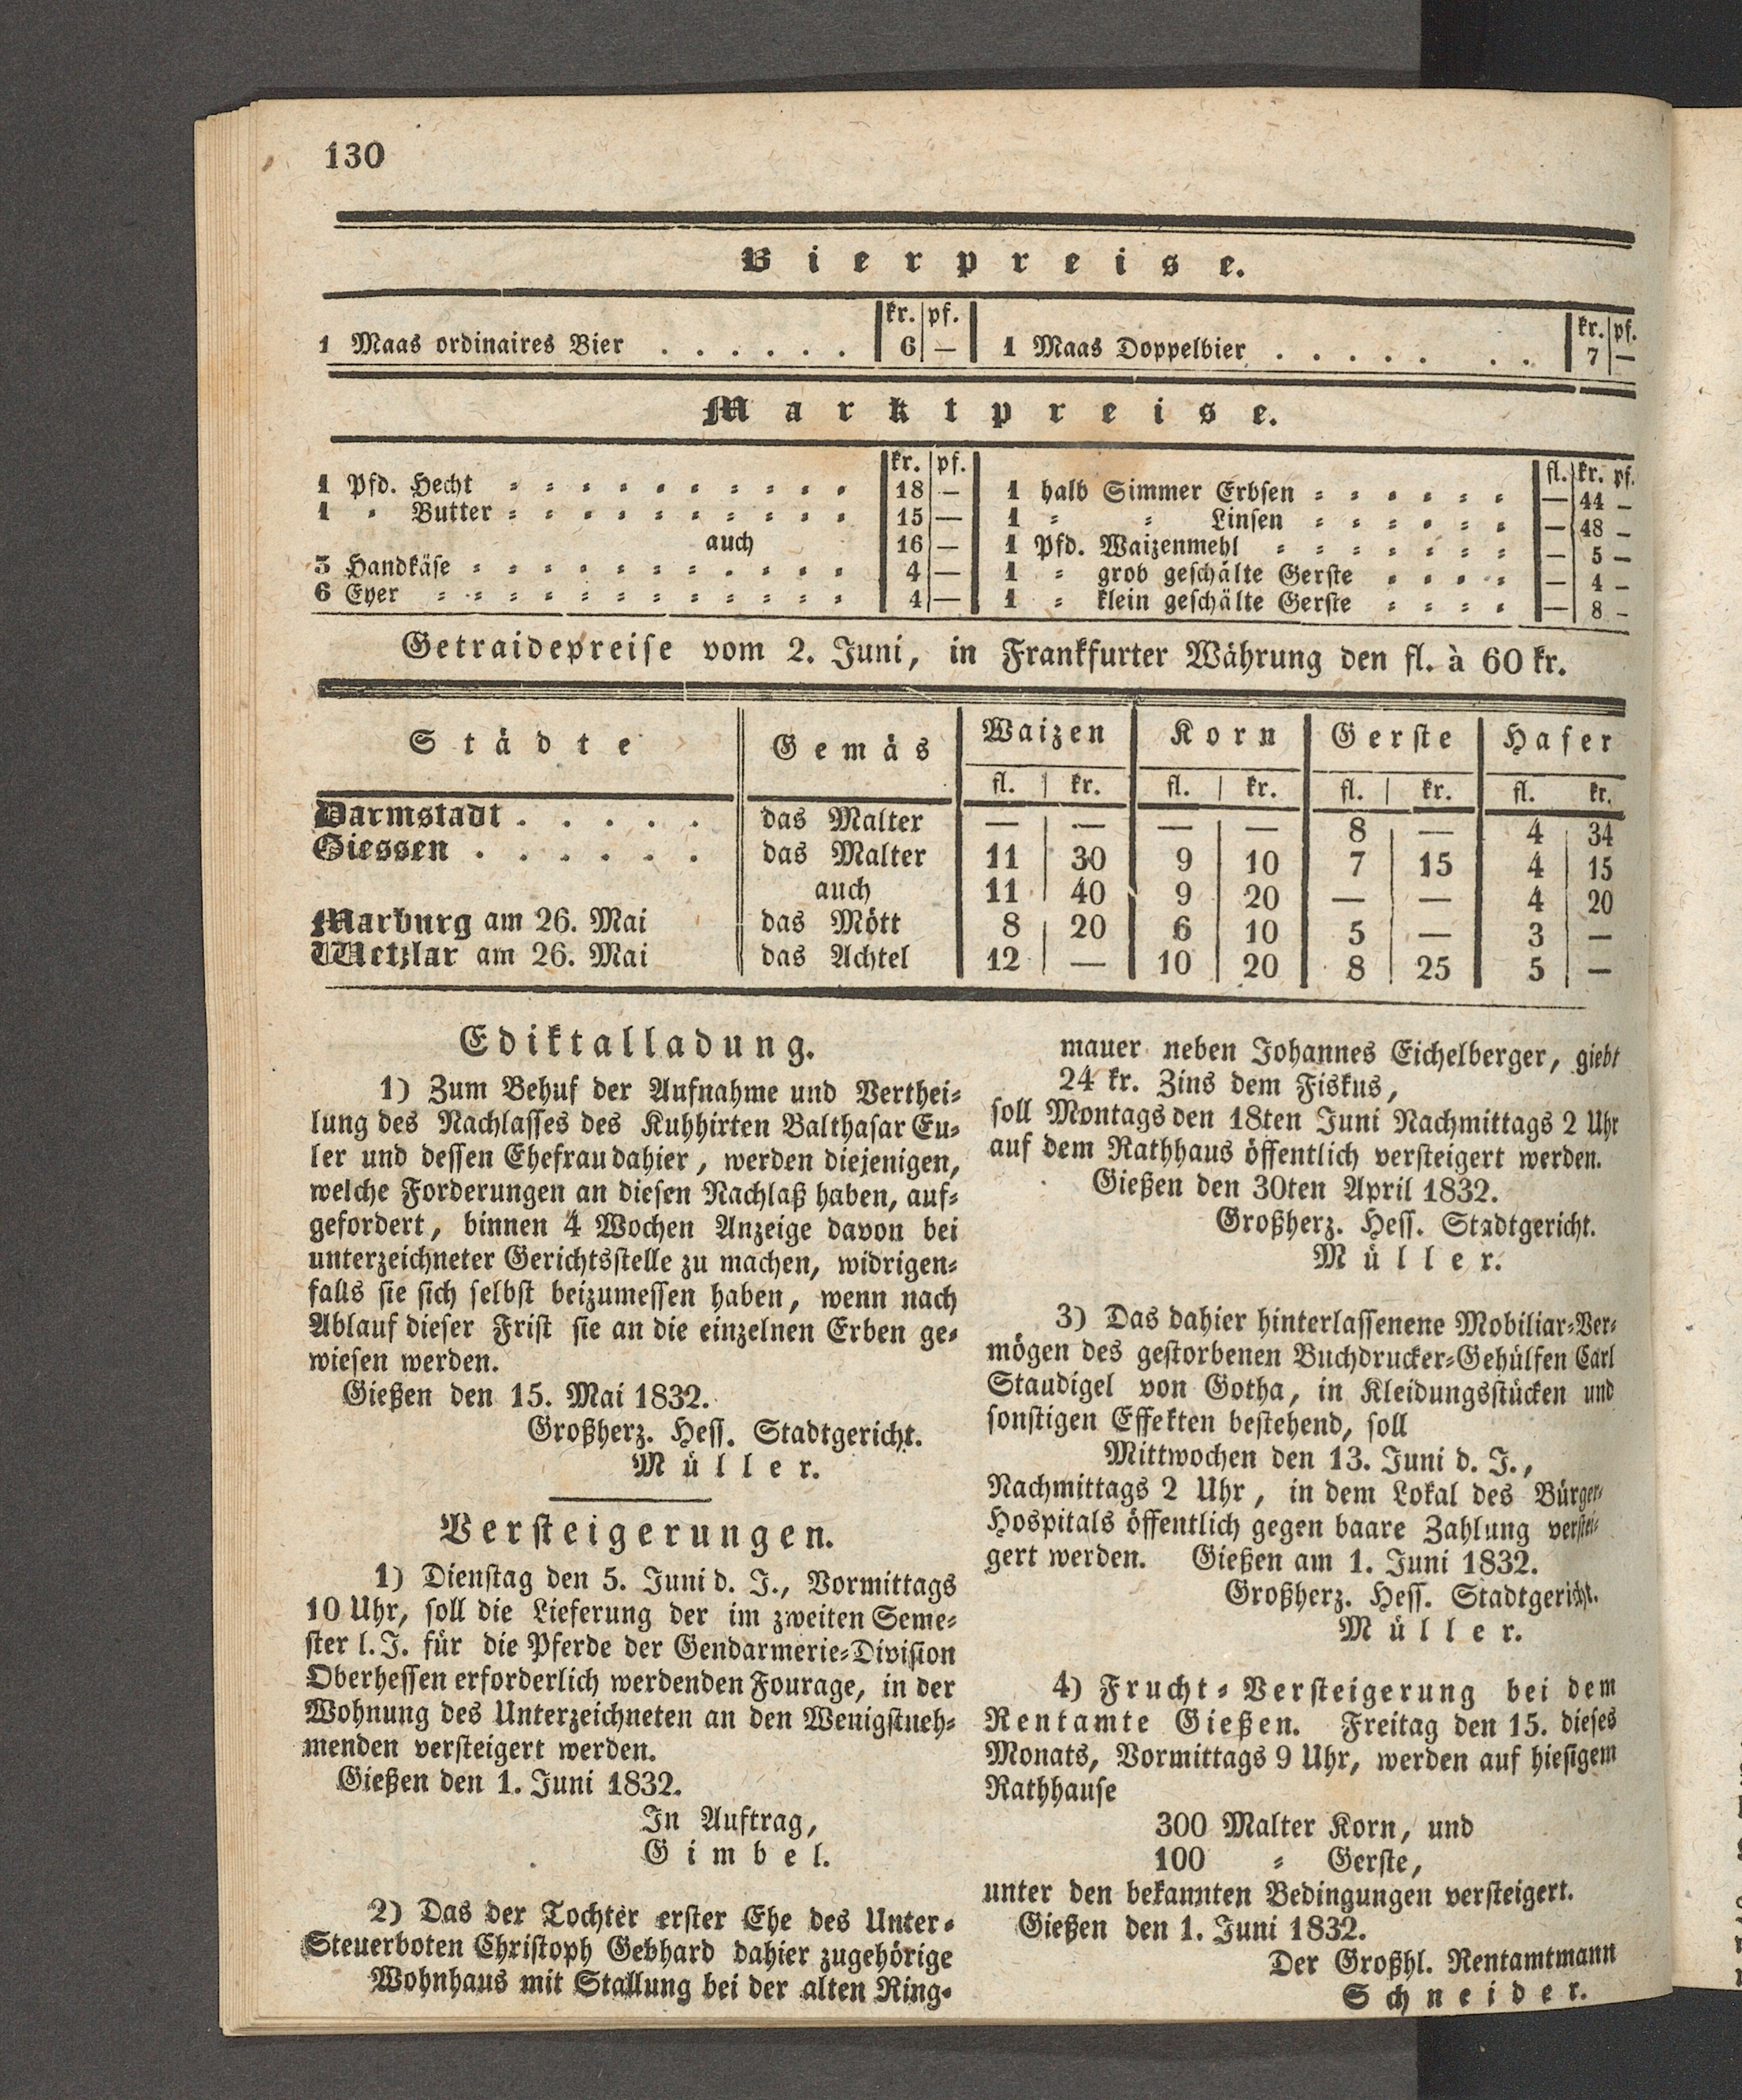 130
Bierpreise.
kr. pf. kr. pf.
1 Maas ordinaires Bier . . . . . . 6 — 1 Maas Doppelbier . . . . . . . 7 —
Marktpreise.
kr. pf. fl. kr. pf.
1 Pfd. Hecht 18 — 1 halb Simmer Erbsen — 44 —
1 " Butter 15 — 1 " " Linsen — 48 —
auch 16 — 1 Pfd. Waizenmehl — 5 —
3 Handkäse 4 — 1 " grob geschälte Gerste — 4 —
6 Eyer 4 — 1 " klein geschälte Gerste — 8 —
Getraidepreise vom 2. Juni, in Frankfurter Währung den fl. à 60 kr.
Städte Gemäs Waizen Korn Gerste Hafer
fl. kr. fl. kr. fl. kr. fl. kr.
Darmstadt . . . . . das Malter — — — — 8 — 4 34
Giessen . . . . . . das Malter 11 30 9 10 7 15 4 15
auch 11 40 9 20 — — 4 20
Marburg am 26. Mai das Mött 8 20 6 10 5 — 3 —
Wetzlar am 26. Mai das Achtel 12 — 10 20 8 25 5 —
Ediktalladung.
1) Zum Behuf der Aufnahme und Verthei-
lung des Nachlasses des Kuhhirten Balthasar Eu-
ler und dessen Ehefrau dahier, werden diejenigen,
welche Forderungen an diesen Nachlaß haben, auf-
gefordert, binnen 4 Wochen Anzeige davon bei
unterzeichneter Gerichtsstelle zu machen, widrigen-
falls sie sich selbst beizumessen haben, wenn nach
Ablauf dieser Frist sie an die einzelnen Erben ge-
wiesen werden.
Gießen den 15. Mai 1832.
Großherz. Hess. Stadtgericht.
Müller.
Versteigerungen.
1) Dienstag den 5. Juni d. J., Vormittags
10 Uhr, soll die Lieferung der im zweiten Seme-
ster l. J. für die Pferde der Gendarmerie-Division
Oberhessen erforderlich werdenden Fourage, in der
Wohnung des Unterzeichneten an den Wenigstneh-
menden versteigert werden.
Gießen den 1. Juni 1832.
In Auftrag,
Gimbel.
2) Das der Tochter erster Ehe des Unter-
Steuerboten Christoph Gebhard dahier zugehörige
Wohnhaus mit Stallung bei der alten Ring-
mauer neben Johannes Eichelberger, giebt
24 kr. Zins dem Fiskus,
soll Montags den 18ten Juni Nachmittags 2 Uhr
auf dem Rathhaus öffentlich versteigert werden.
Gießen den 30ten April 1832.
Großherz. Hess. Stadtgericht.
Müller.
3) Das dahier hinterlassenene Mobiliar-Ver-
mögen des gestorbenen Buchdrucker-Gehülfen Carl
Staudigel von Gotha, in Kleidungsstücken und
sonstigen Effekten bestehend, soll
Mittwochen den 13. Juni d. J.,
Nachmittags 2 Uhr, in dem Lokal des Bürger-
Hospitals öffentlich gegen baare Zahlung verstei-
gert werden. Gießen am 1. Juni 1832.
Großherz. Hess. Stadtgericht.
Müller.
4) Frucht-Versteigerung bei dem
Rentamte Gießen. Freitag den 15. dieses
Monats, Vormittags 9 Uhr, werden auf hiesigem
Rathhause
300 Malter Korn, und
100 " Gerste,
unter den bekannten Bedingungen versteigert.
Gießen den 1. Juni 1832.
Der Großhl. Rentamtmann
Schneider.